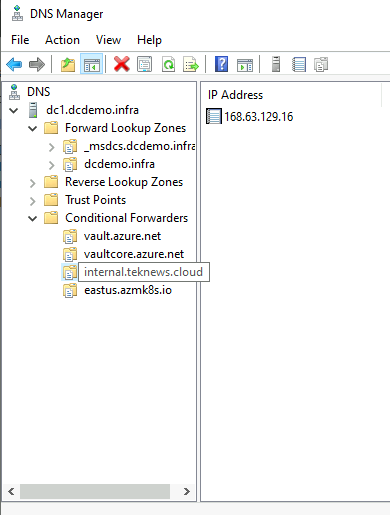 DNS Manager
File Action View Help
DNS
dc1.dcdemo.infra
Forward Lookup Zones
_msdcs.dcdemo.infra
dcdemo.infra
Reverse Lookup Zones
Trust Points
Conditional Forwarders
vault.azure.net
vaultcore.azure.net
internal.teknews.cloud
eastus.azmk8s.io
IP Address
168.63.129.16